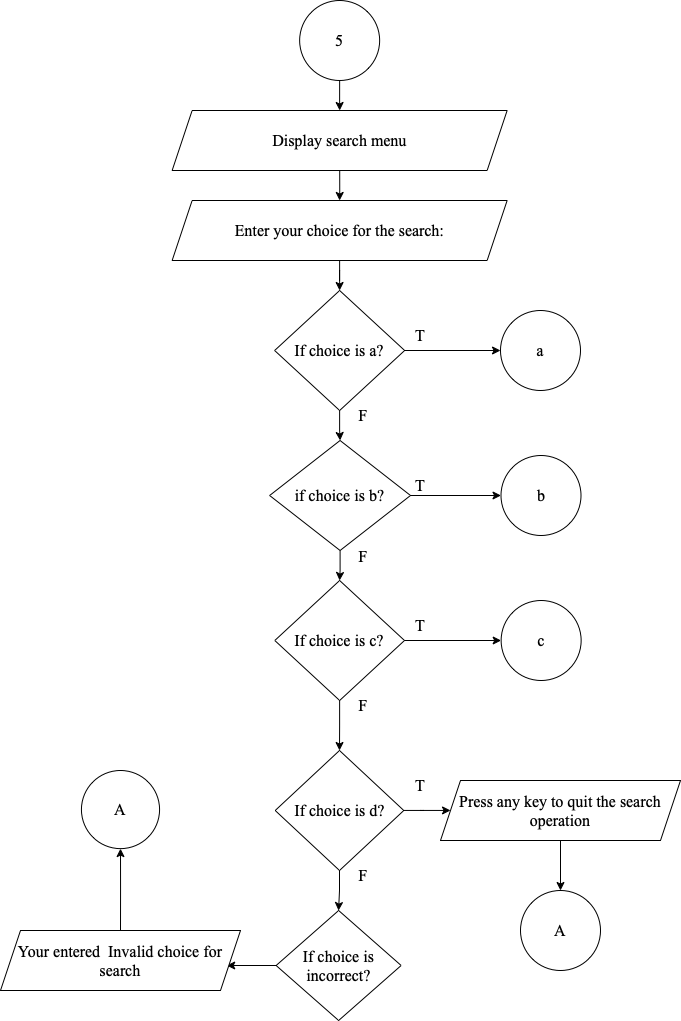 5
Display search menu
Enter your choice for the search:
If choice is a?
T
a
F
if choice is b?
T
b
F
If choice is c?
T
c
F
If choice is d?
T
Press any key to quit the search
operation
A
F
A
If choice is
incorrect?
Your entered  Invalid choice for
search
A